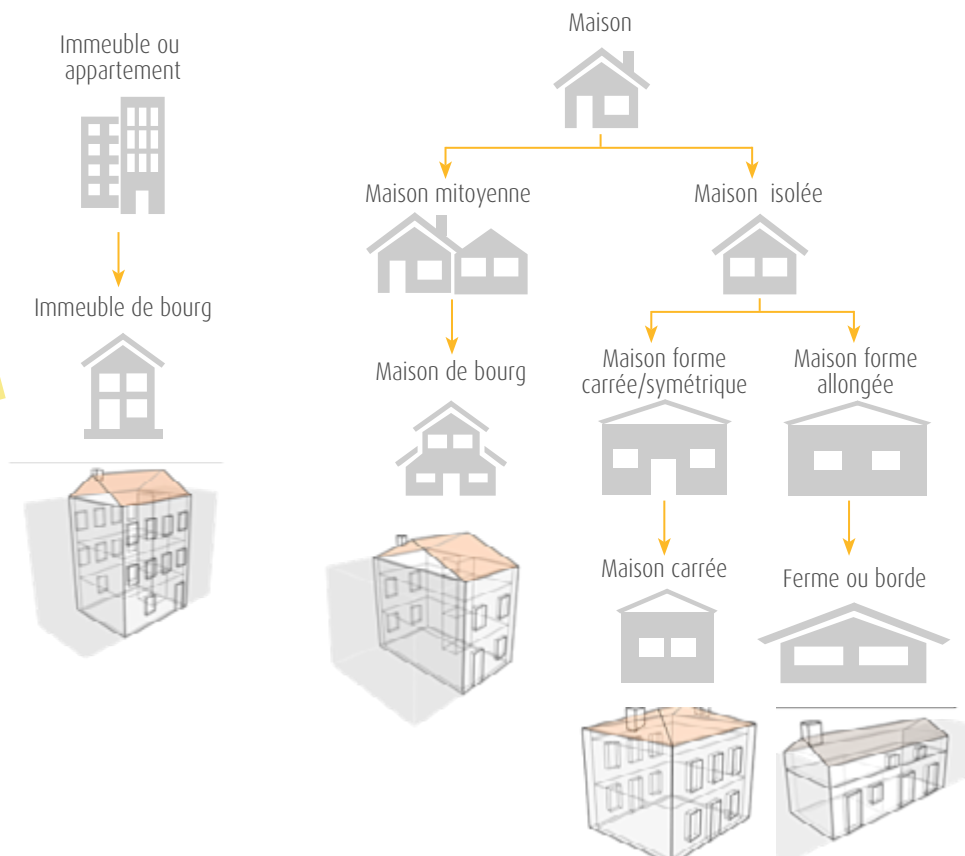 Immeuble ou
appartement
Immeuble de bourg
Maison
Maison mitoyenne
Maison isolée
Maison de bourg
Maison forme
carrée/symétrique
Maison forme
allongée
Maison carrée
Ferme ou borde